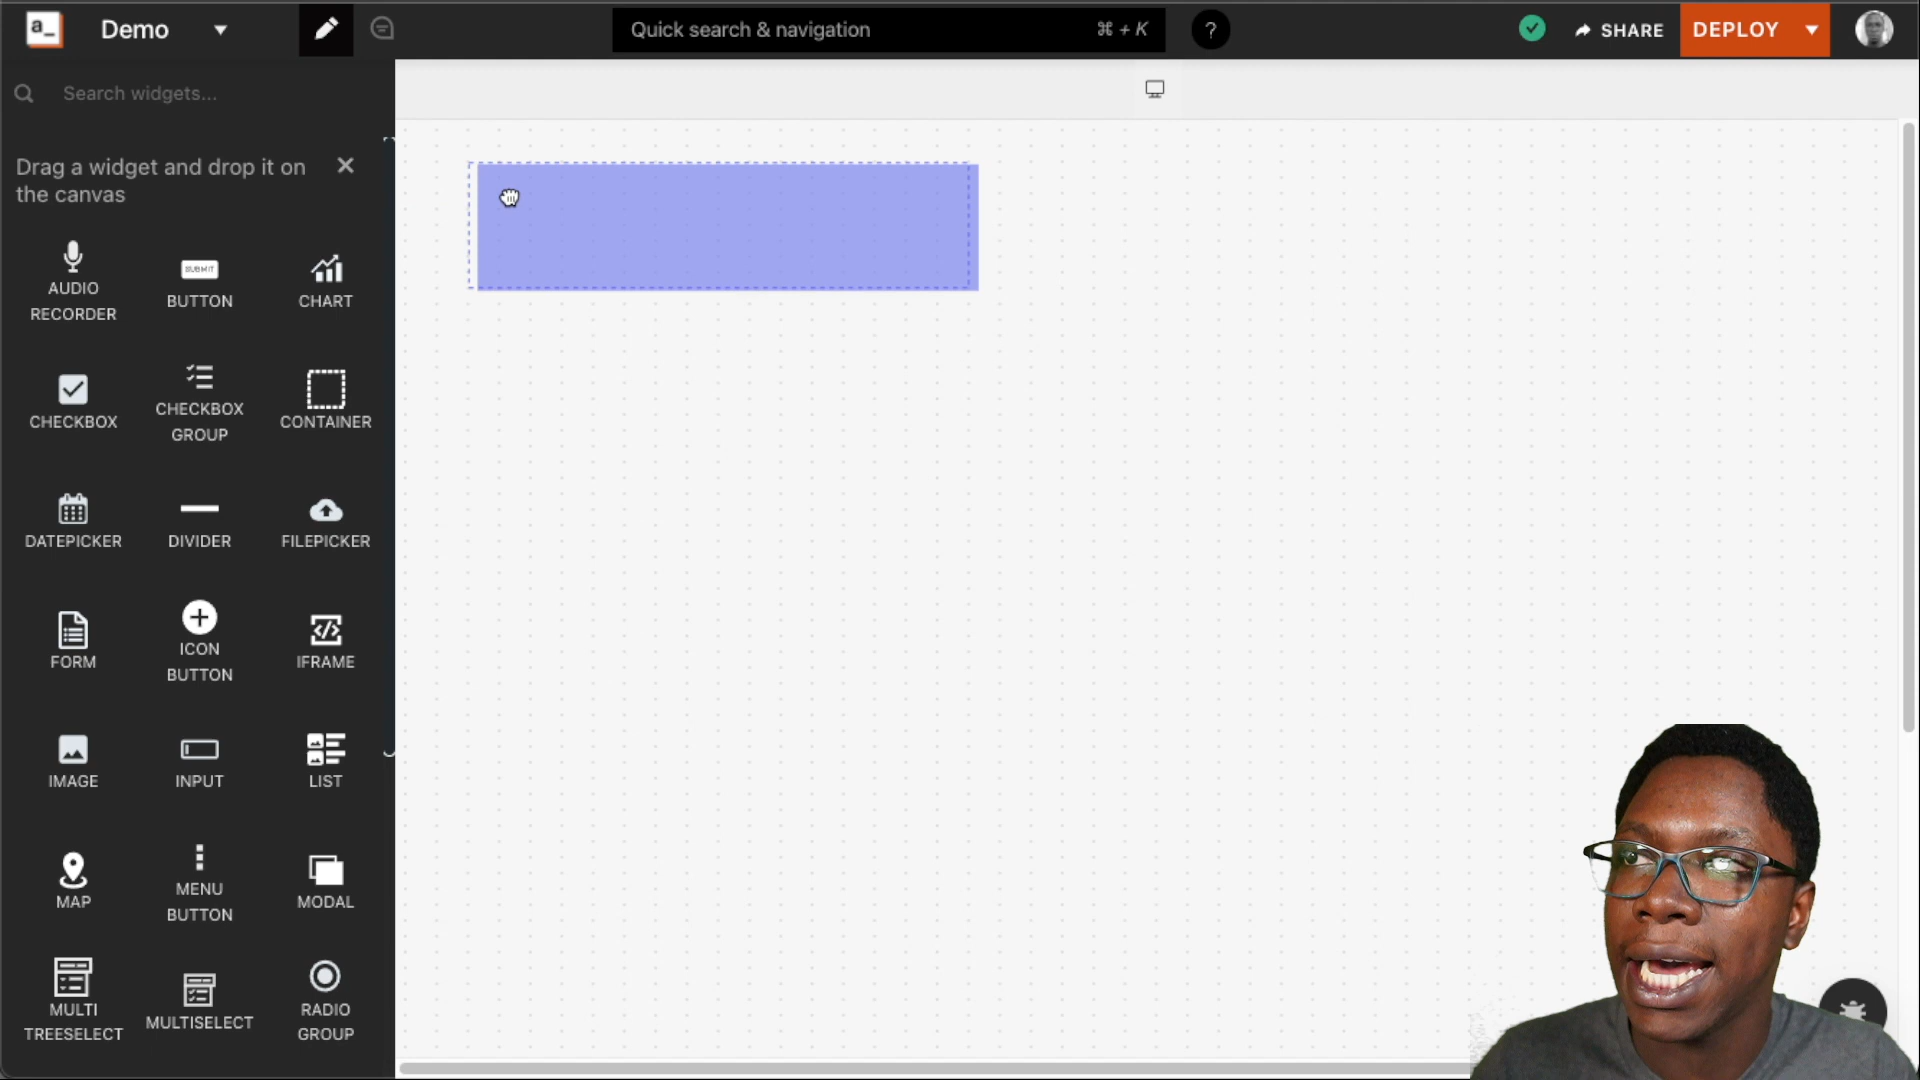 a_ Demo Quick search & navigation ⌘ + K ? SHARE DEPLOY
Search widgets...
Drag a widget and drop it on
the canvas
AUDIO
RECORDER
SUBMIT
BUTTON
CHART
CHECKBOX
CHECKBOX
GROUP
CONTAINER
DATEPICKER
DIVIDER
FILEPICKER
FORM
ICON
BUTTON
IFRAME
IMAGE
INPUT
LIST
MAP
MENU
BUTTON
MODAL
MULTI
TREESELECT
MULTISELECT
RADIO
GROUP